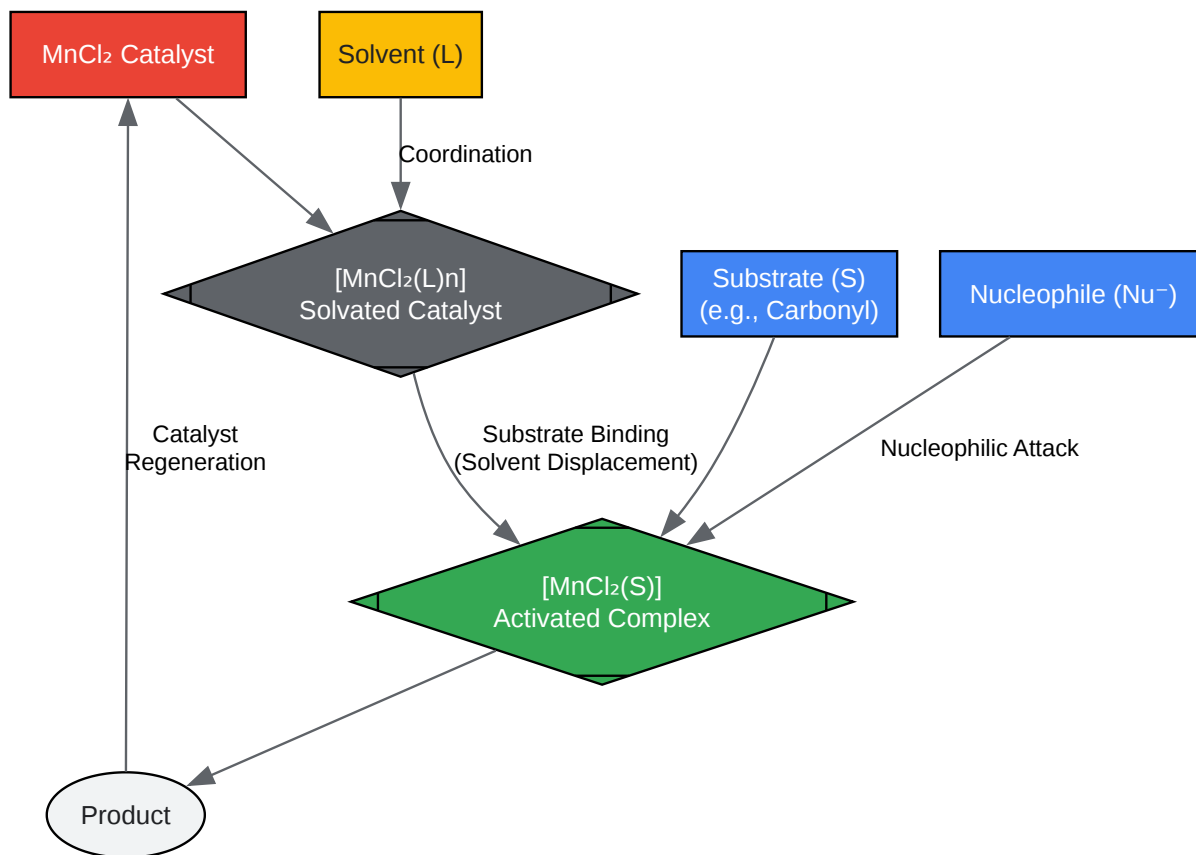 MnCl₂ Catalyst
Solvent (L)
Coordination
[MnCl₂(L)n]
Solvated Catalyst
Substrate (S)
(e.g., Carbonyl)
Nucleophile (Nu⁻)
Catalyst
Regeneration
Substrate Binding
(Solvent Displacement)
Nucleophilic Attack
[MnCl₂(S)]
Activated Complex
Product